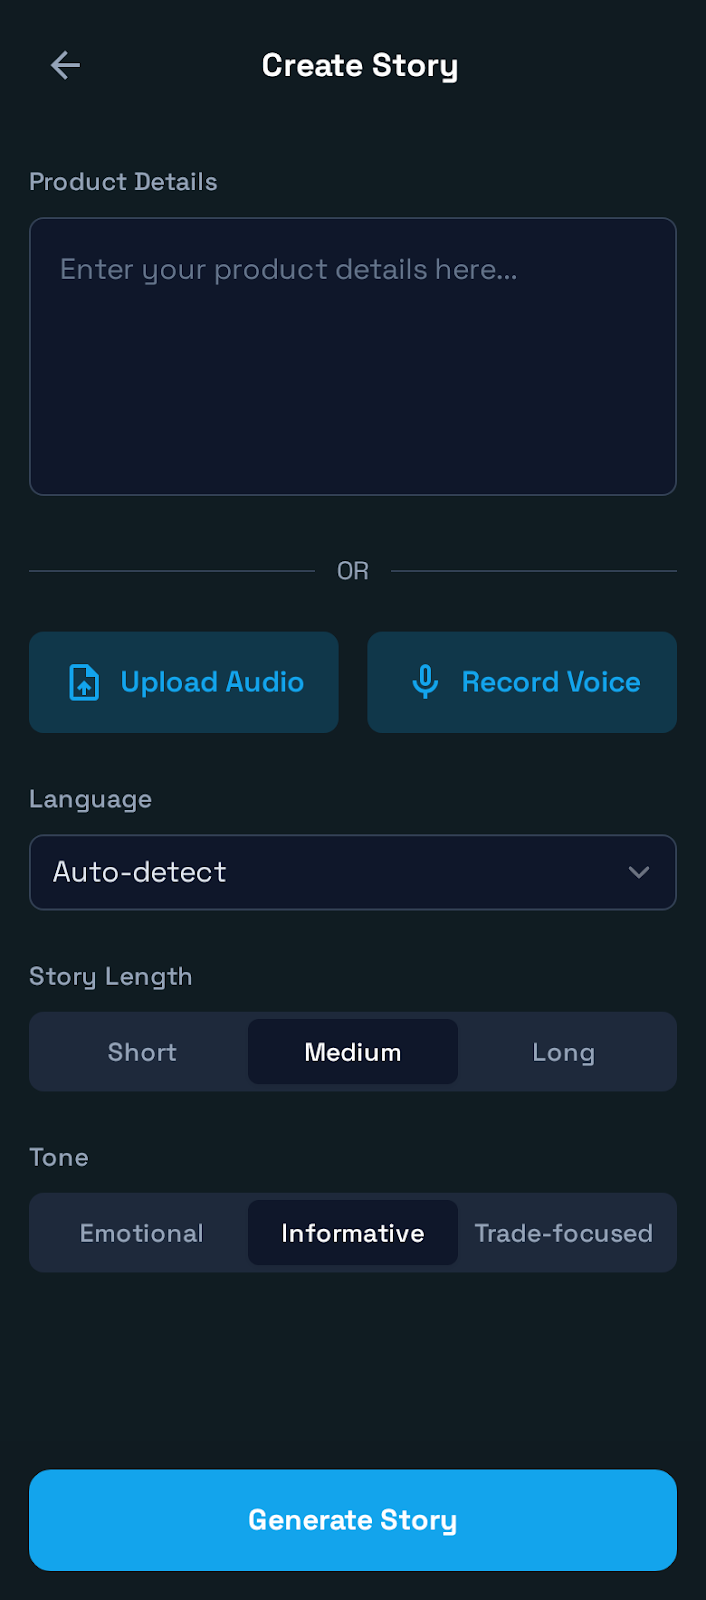 Create Story
Product Details
Enter your product details here...
OR
Upload Audio
Record Voice
Language
Auto-detect
Story Length
Short
Medium
Long
Tone
Emotional
Informative
Trade-focused
Generate Story